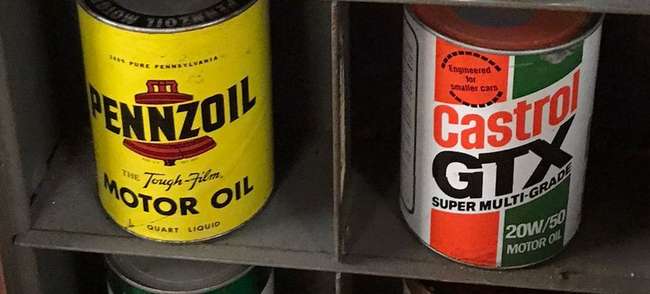 100% PURE PENNSYLVANIA
PENNZOIL
THE Tough-Film
MOTOR OIL
1 QUART LIQUID
Engineered
for
smaller cars
Castrol
GTX
SUPER MULTI-GRADE
20W/50
MOTOR OIL